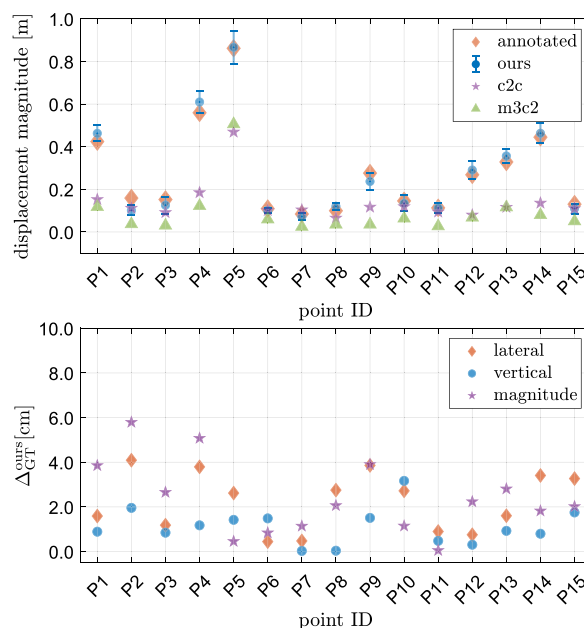 displacement magnitude [m]
1.0
0.8
0.6
0.4
0.2
0.0
annotated
ours
c2c
m3c2
P1 P2 P3 P4 P5 P6 P7 P8 P9 P10 P11 P12 P13 P14 P15
point ID
Δ^ours_GT [cm]
10.0
8.0
6.0
4.0
2.0
0.0
lateral
vertical
magnitude
P1 P2 P3 P4 P5 P6 P7 P8 P9 P10 P11 P12 P13 P14 P15
point ID